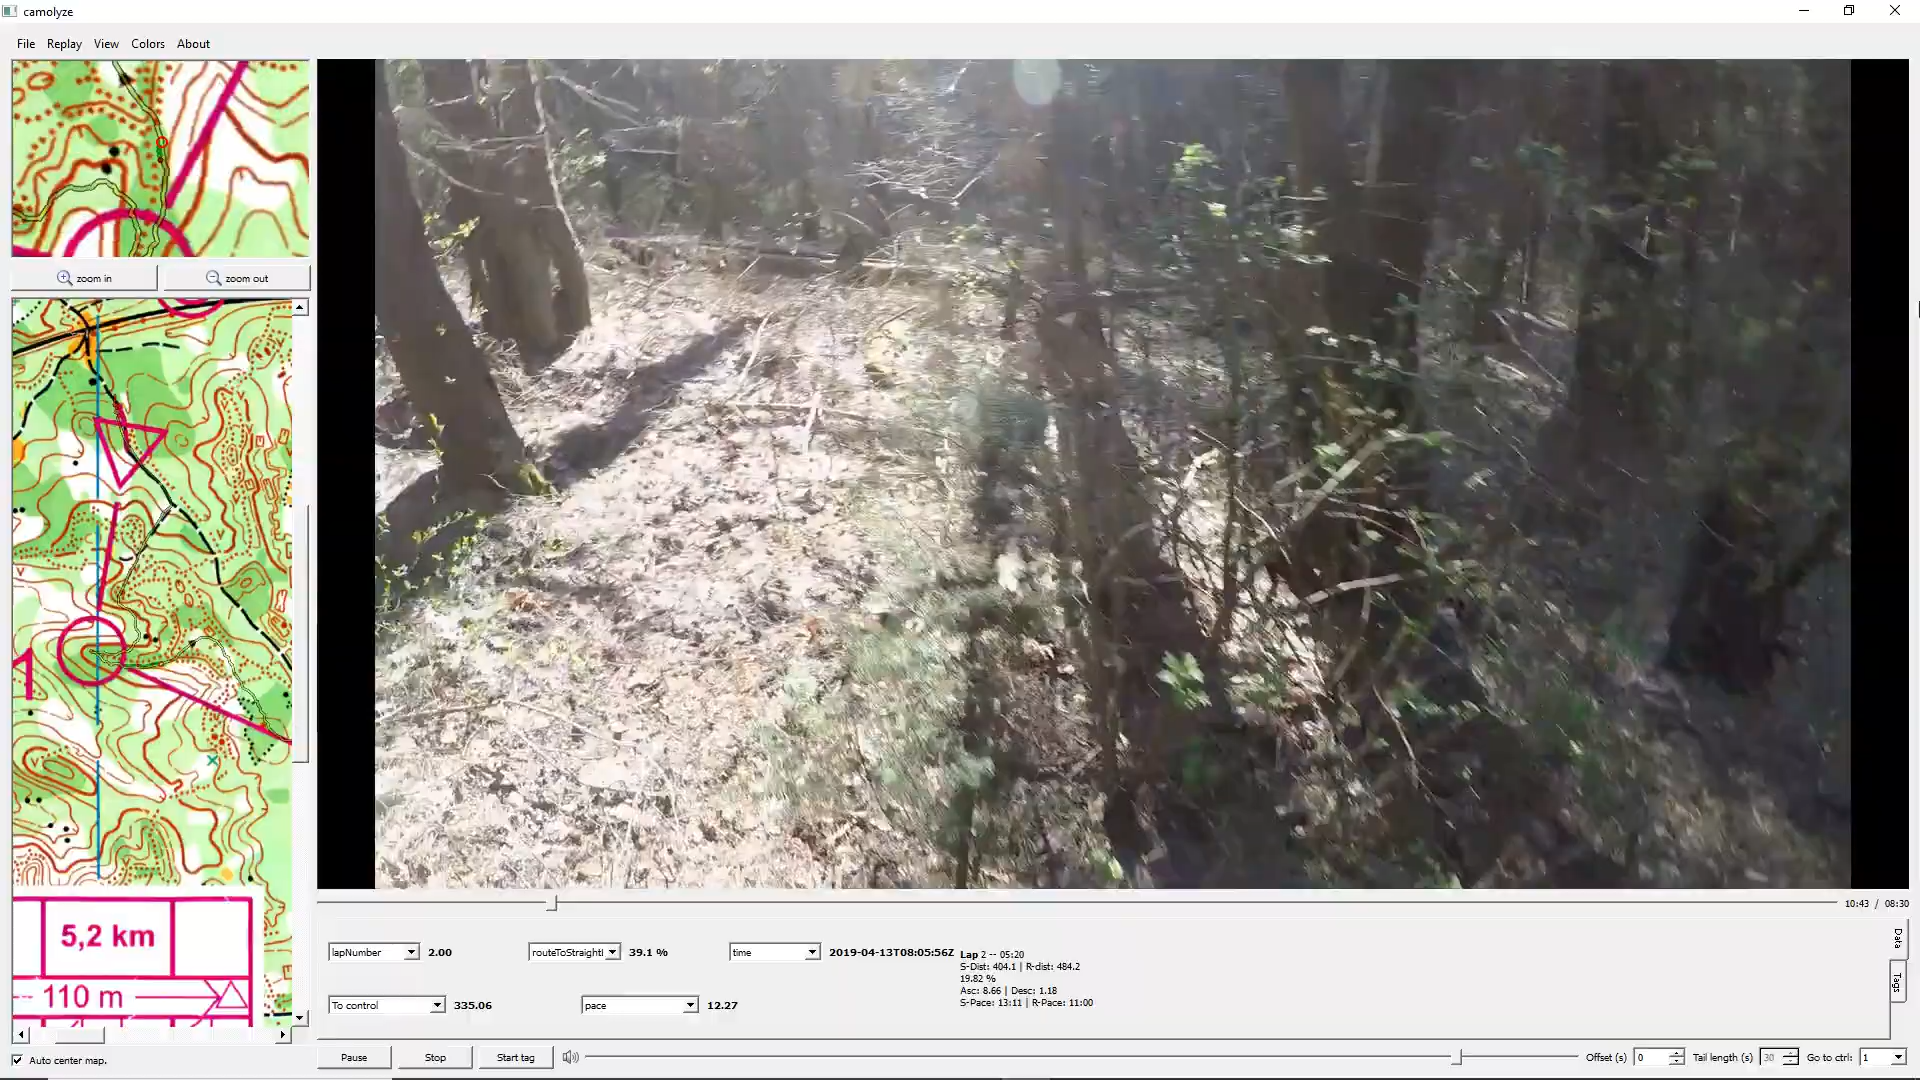 camolyze
File Replay View Colors About
zoom in zoom out
1
5,2 km
110 m
10:43 / 08:30
lapNumber 2.00 routeToStraightl 39.1 % time 2019-04-13T08:05:56Z
To control 335.06 pace 12.27
Lap 2 -- 05:20
S-Dist: 404.1 | R-dist: 484.2
19.82 %
Asc: 8.66 | Desc: 1.18
S-Pace: 13:11 | R-Pace: 11:00
Data
Tags
Auto center map.
Pause Stop Start tag Offset (s) 0 Tail length (s) 30 Go to ctrl: 1